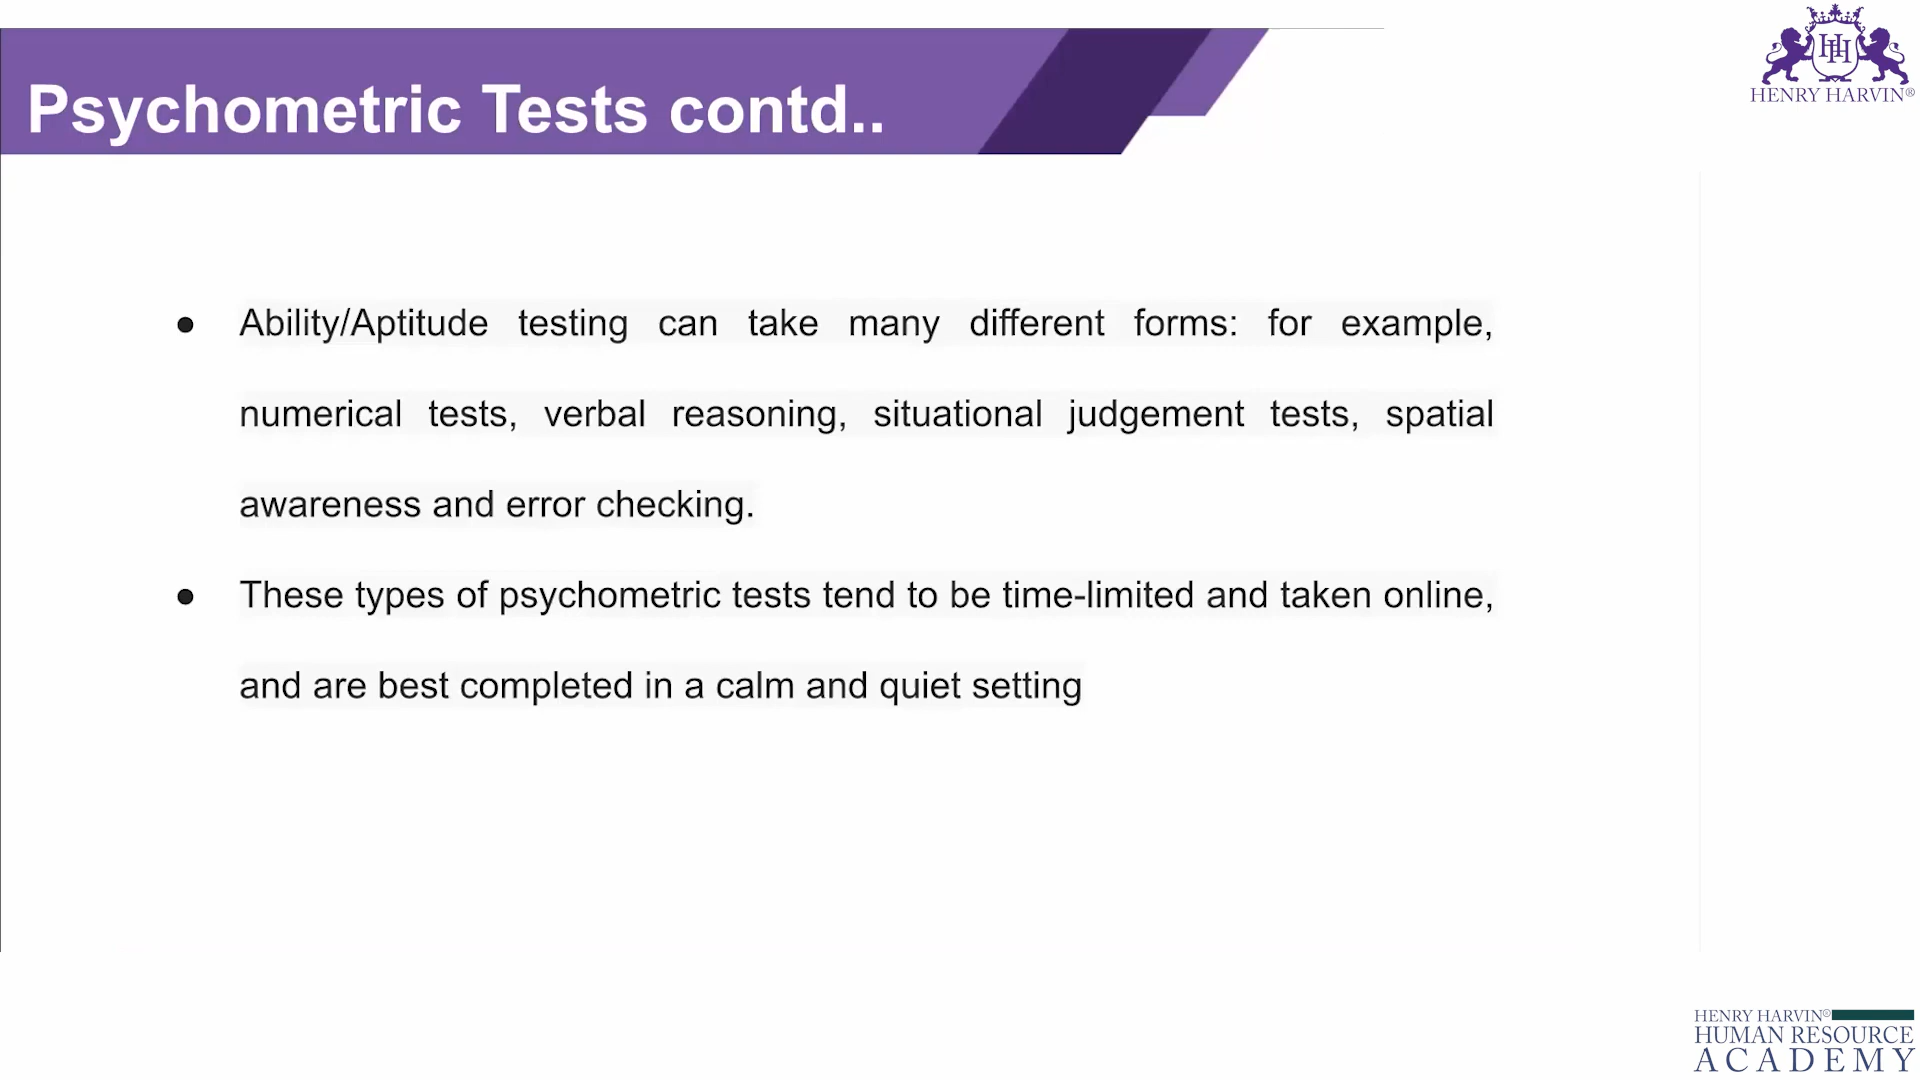 Psychometric Tests contd..
HENRY HARVIN®
● Ability/Aptitude testing can take many different forms: for example,
numerical tests, verbal reasoning, situational judgement tests, spatial
awareness and error checking.
● These types of psychometric tests tend to be time-limited and taken online,
and are best completed in a calm and quiet setting
HENRY HARVIN®
HUMAN RESOURCE
ACADEMY